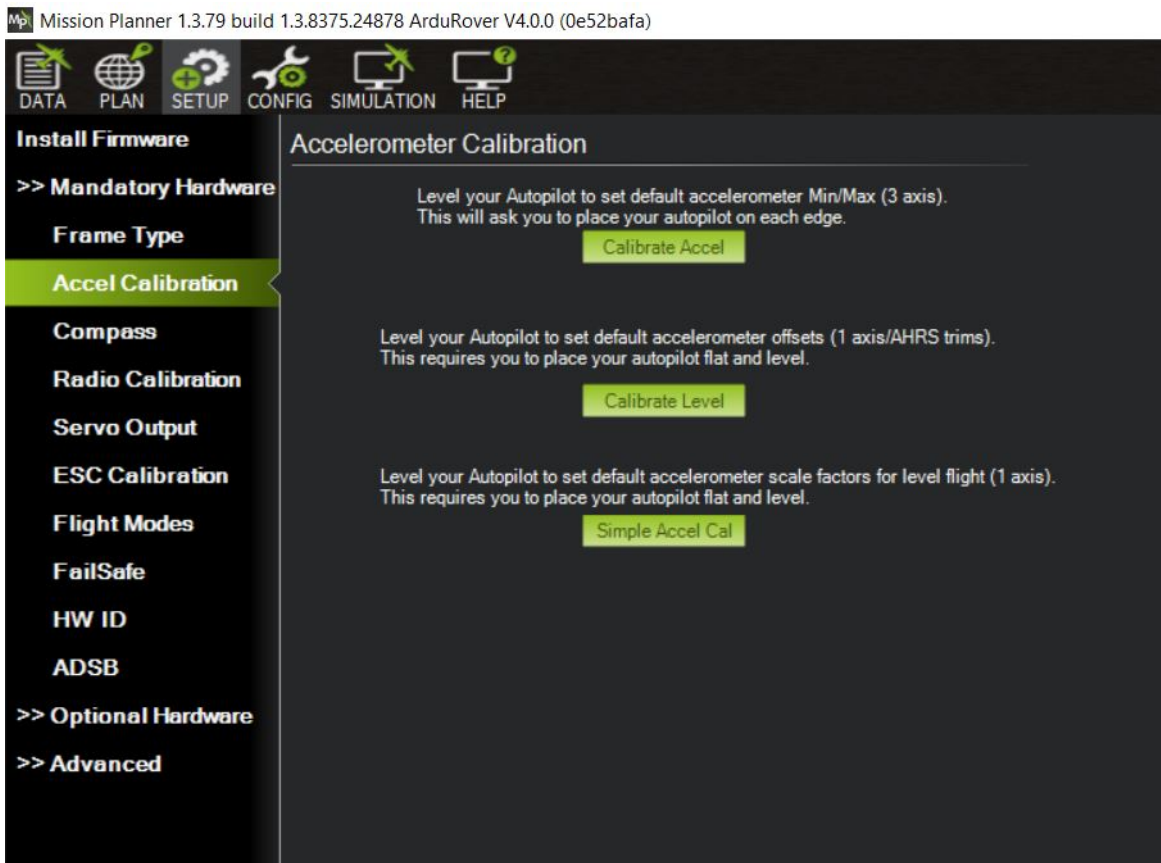 Mission Planner 1.3.79 build 1.3.8375.24878 ArduRover V4.0.0 (0e52bafa)
DATA PLAN SETUP CONFIG SIMULATION HELP
Install Firmware
>> Mandatory Hardware
Frame Type
Accel Calibration
Compass
Radio Calibration
Servo Output
ESC Calibration
Flight Modes
FailSafe
HW ID
ADSB
>> Optional Hardware
>> Advanced
Accelerometer Calibration
Level your Autopilot to set default accelerometer Min/Max (3 axis).
This will ask you to place your autopilot on each edge.
Calibrate Accel
Level your Autopilot to set default accelerometer offsets (1 axis/AHRS trims).
This requires you to place your autopilot flat and level.
Calibrate Level
Level your Autopilot to set default accelerometer scale factors for level flight (1 axis).
This requires you to place your autopilot flat and level.
Simple Accel Cal